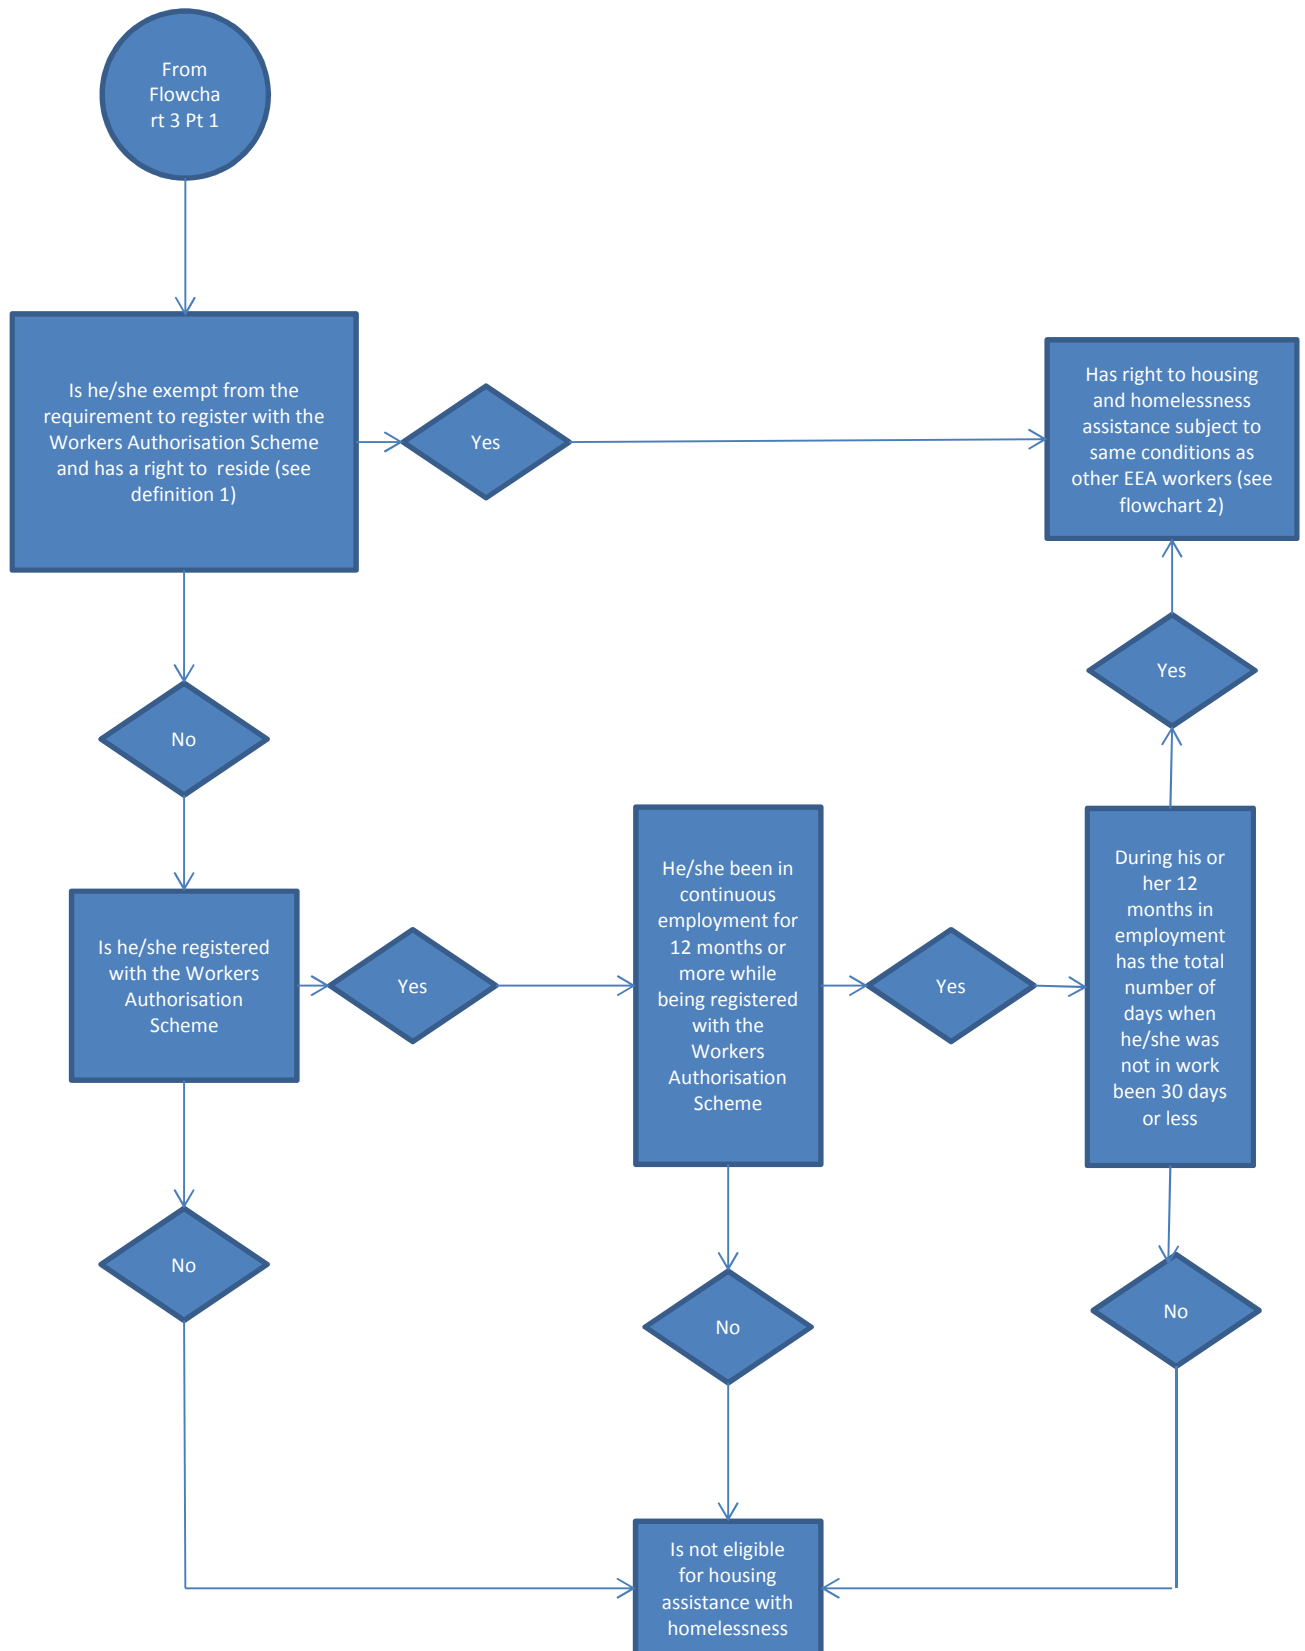 From
Flowcha
rt 3 Pt 1
Is he/she exempt from the
requirement to register with the
Workers Authorisation Scheme
and has a right to  reside (see
definition 1)
Yes
Has right to housing
and homelessness
assistance subject to
same conditions as
other EEA workers (see
flowchart 2)
Yes
No
Is he/she registered
with the Workers
Authorisation
Scheme
Yes
He/she been in
continuous
employment for
12 months or
more while
being registered
with the
Workers
Authorisation
Scheme
Yes
During his or
her 12
months in
employment
has the total
number of
days when
he/she was
not in work
been 30 days
or less
No
No
No
Is not eligible
for housing
assistance with
homelessness